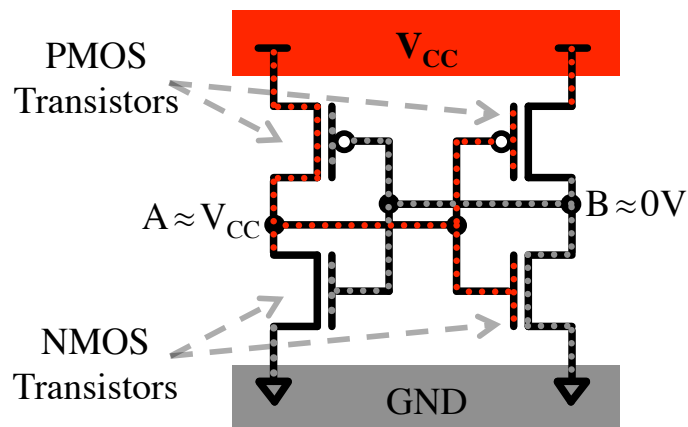 V_CC
PMOS
Transistors
A ≈ V_CC
B ≈ 0V
NMOS
Transistors
GND